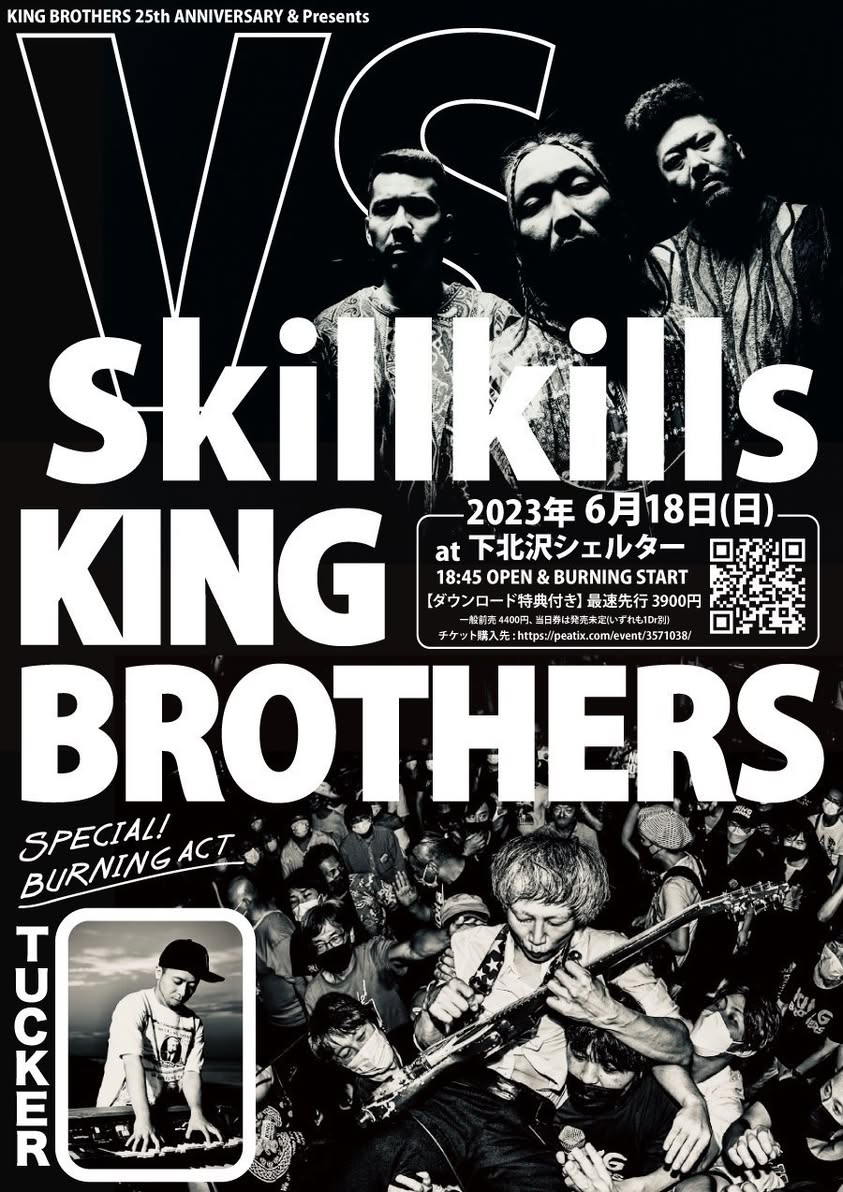 KING BROTHERS 25th ANNIVERSARY & Presents
VS
Skillkills
KING
BROTHERS
2023年 6月18日(日)
at 下北沢シェルター
18:45 OPEN & BURNING START
【ダウンロード特典付き】 最速先行 3900円
一般前売 4400円、当日券は発売未定(いずれも1Dr別)
チケット購入先 : https://peatix.com/event/3571038/
SPECIAL!
BURNING ACT
TUCKER